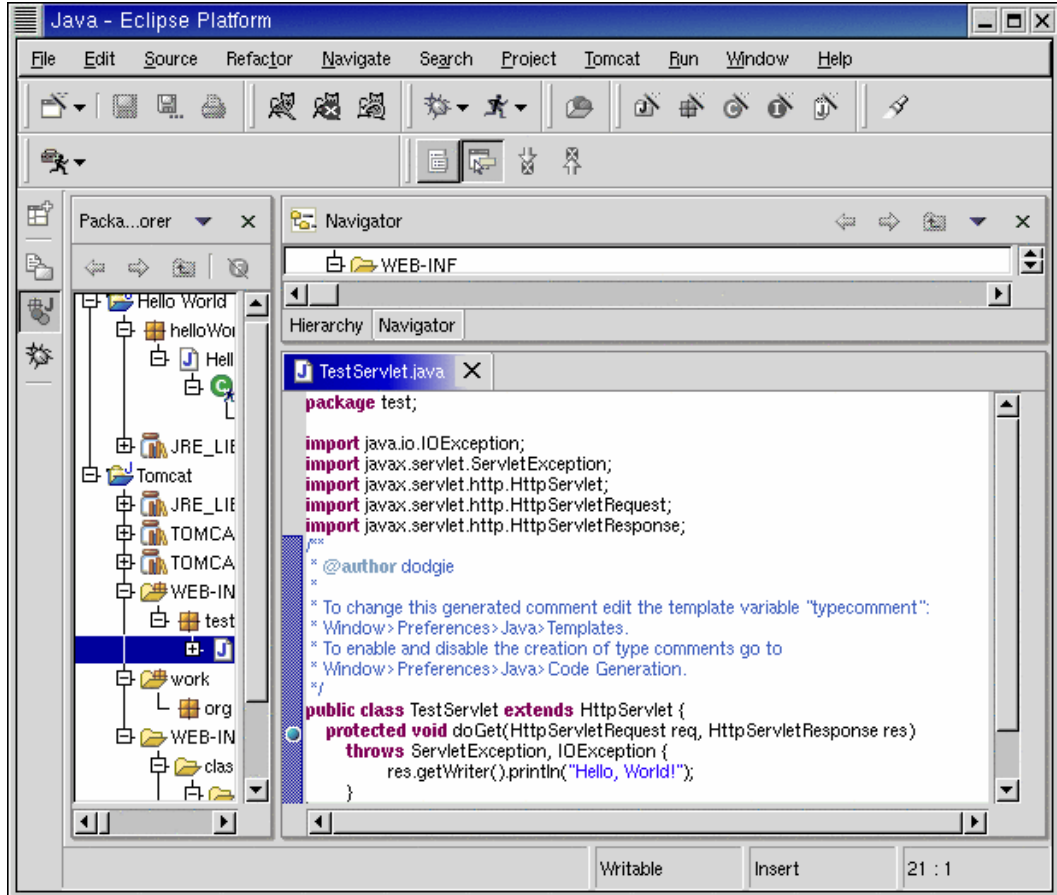 Java - Eclipse Platform
File Edit Source Refactor Navigate Search Project Tomcat Run Window Help
Packa...orer
Navigator
WEB-INF
Hierarchy Navigator
Hello World
helloWor
Hell
JRE_LIB
Tomcat
JRE_LIB
TOMCA
TOMCA
WEB-IN
test
work
org
WEB-IN
clas
TestServlet.java
package test;
import java.io.IOException;
import javax.servlet.ServletException;
import javax.servlet.http.HttpServlet;
import javax.servlet.http.HttpServletRequest;
import javax.servlet.http.HttpServletResponse;
/**
* @author dodgie
*
* To change this generated comment edit the template variable "typecomment":
* Window>Preferences>Java>Templates.
* To enable and disable the creation of type comments go to
* Window>Preferences>Java>Code Generation.
*/
public class TestServlet extends HttpServlet {
protected void doGet(HttpServletRequest req, HttpServletResponse res)
throws ServletException, IOException {
res.getWriter().println("Hello, World!");
}
Writable Insert 21 : 1